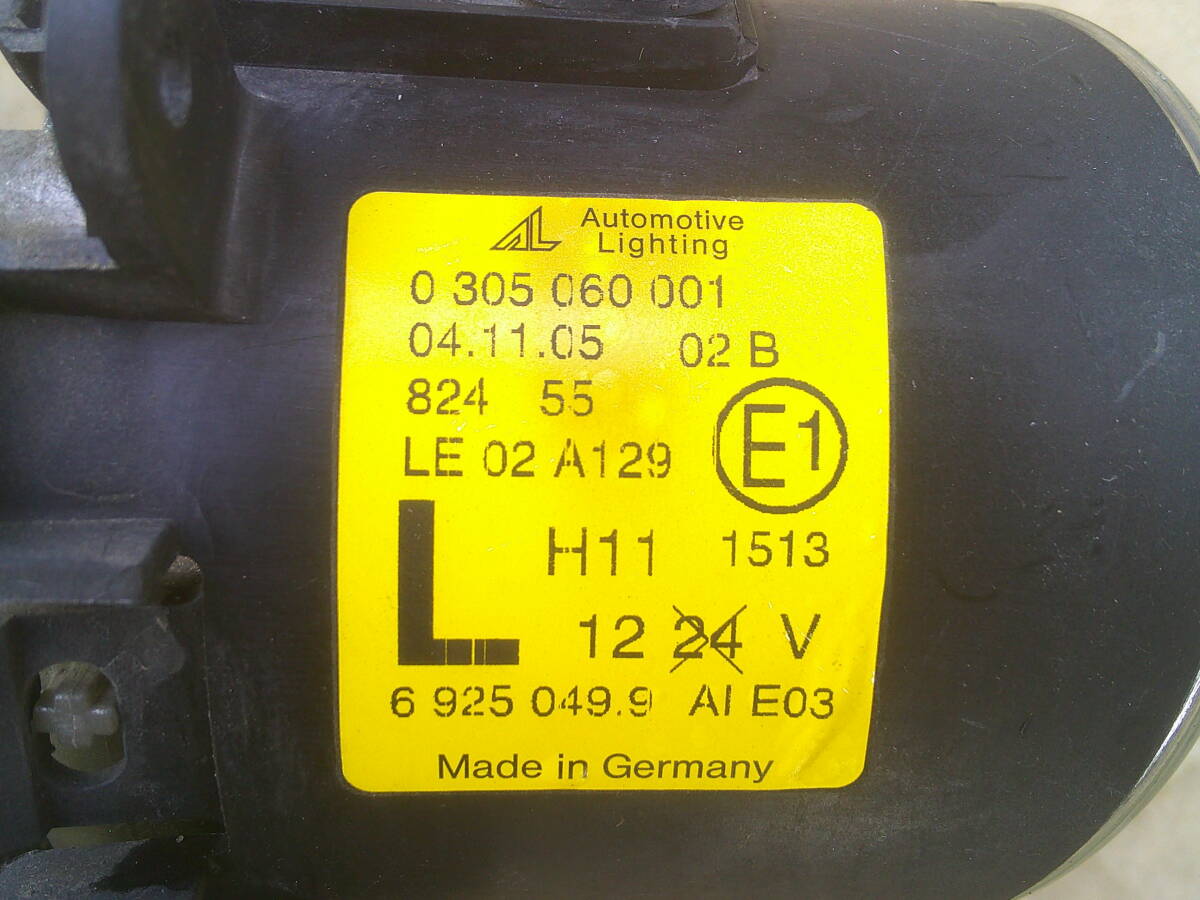 AL Automotive
Lighting
0 305 060 001
04.11.05 02 B
824 55
LE 02 A129 E1
L H11 1513
12 24 V
6 925 049.9 AI E03
Made in Germany